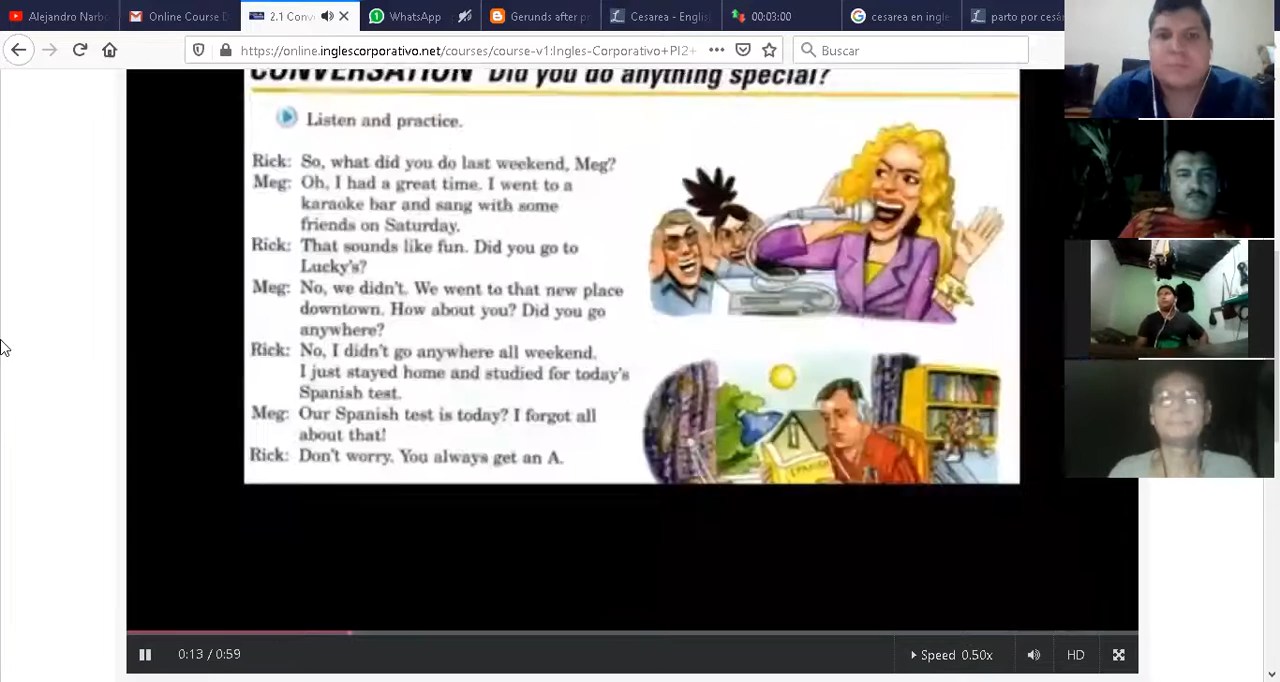 Alejandro Narbo
Online Course D
2.1 Conv
WhatsApp
Gerunds after pr
Cesarea - Englis
00:03:00
cesarea en ingle
parto por cesár
https://online.inglescorporativo.net/courses/course-v1:Ingles-Corporativo+PI2+
Buscar
CONVERSATION Did you do anything special?
Listen and practice.
Rick: So, what did you do last weekend, Meg?
Meg: Oh, I had a great time. I went to a
karaoke bar and sang with some
friends on Saturday.
Rick: That sounds like fun. Did you go to
Lucky's?
Meg: No, we didn't. We went to that new place
downtown. How about you? Did you go
anywhere?
Rick: No, I didn't go anywhere all weekend.
I just stayed home and studied for today's
Spanish test.
Meg: Our Spanish test is today? I forgot all
about that!
Rick: Don't worry. You always get an A.
SPANISH
0:13 / 0:59
Speed 0.50x
HD